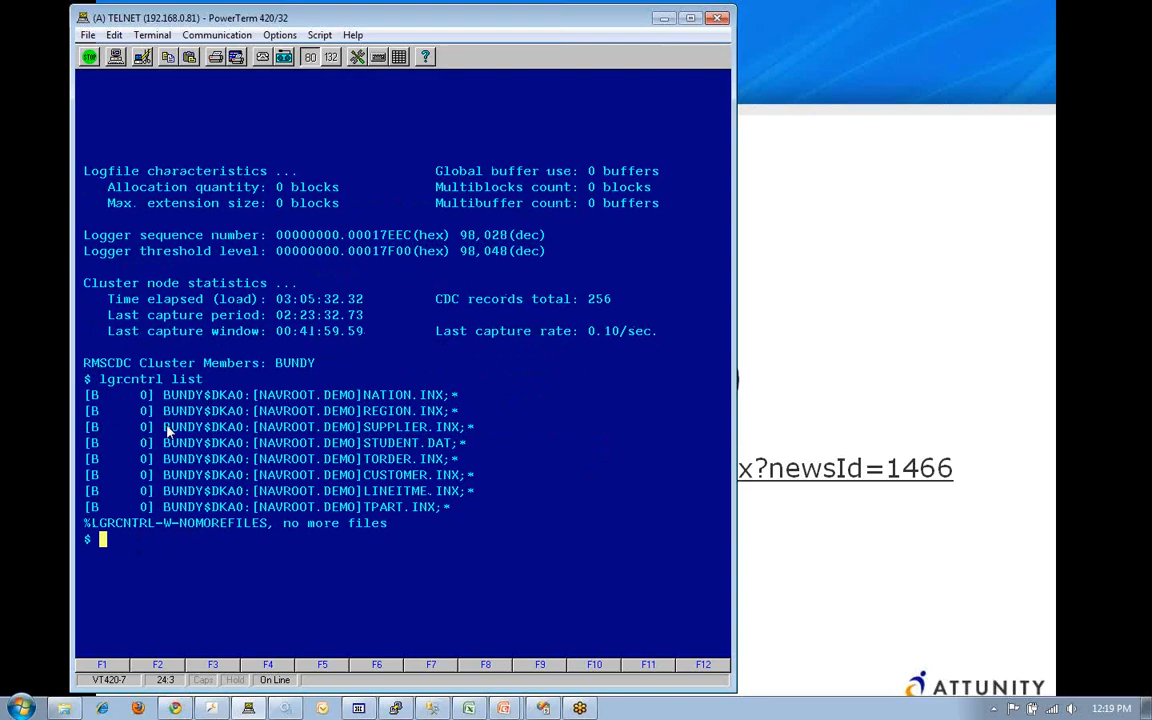 (A) TELNET (192.168.0.81) - PowerTerm 420/32
File Edit Terminal Communication Options Script Help
STOP 80 132 ?
Logfile characteristics ... Global buffer use: 0 buffers
Allocation quantity: 0 blocks Multiblocks count: 0 blocks
Max. extension size: 0 blocks Multibuffer count: 0 buffers
Logger sequence number: 00000000.00017EEC(hex) 98,028(dec)
Logger threshold level: 00000000.00017F00(hex) 98,048(dec)
Cluster node statistics ...
Time elapsed (load): 03:05:32.32 CDC records total: 256
Last capture period: 02:23:32.73
Last capture window: 00:41:59.59 Last capture rate: 0.10/sec.
RMSCDC Cluster Members: BUNDY
$ lgrcntrl list
[B 0] BUNDY$DKA0:[NAVROOT.DEMO]NATION.INX;*
[B 0] BUNDY$DKA0:[NAVROOT.DEMO]REGION.INX;*
[B 0] BUNDY$DKA0:[NAVROOT.DEMO]SUPPLIER.INX;*
[B 0] BUNDY$DKA0:[NAVROOT.DEMO]STUDENT.DAT;*
[B 0] BUNDY$DKA0:[NAVROOT.DEMO]TORDER.INX;*
[B 0] BUNDY$DKA0:[NAVROOT.DEMO]CUSTOMER.INX;*
[B 0] BUNDY$DKA0:[NAVROOT.DEMO]LINEITME.INX;*
[B 0] BUNDY$DKA0:[NAVROOT.DEMO]TPART.INX;*
%LGRCNTRL-W-NOMOREFILES, no more files
$
x?newsId=1466
F1 F2 F3 F4 F5 F6 F7 F8 F9 F10 F11 F12
VT420-7 24:3 Caps Hold On Line
ATTUNITY
12:19 PM